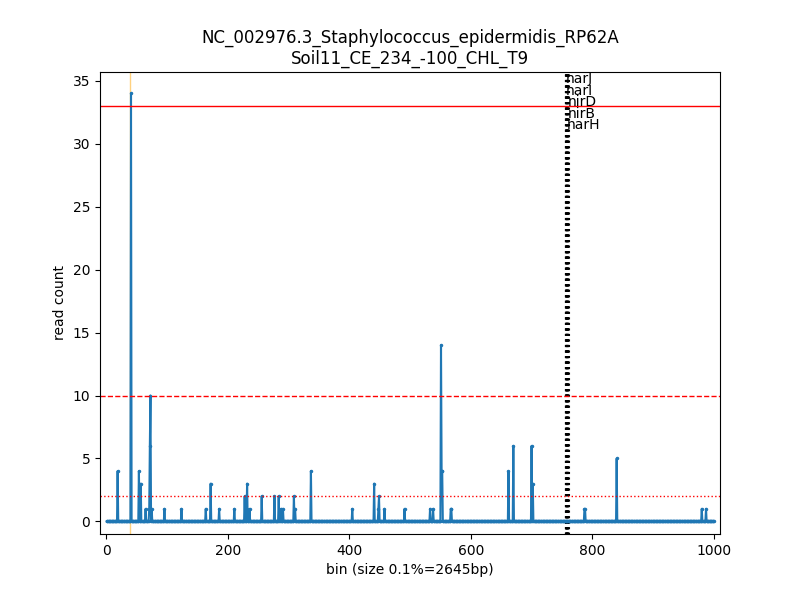 NC_002976.3_Staphylococcus_epidermidis_RP62A
Soil11_CE_234_-100_CHL_T9
35
30
25
20
15
10
5
0
read count
narJ
narI
nirD
nirB
narH
0
200
400
600
800
1000
bin (size 0.1%=2645bp)